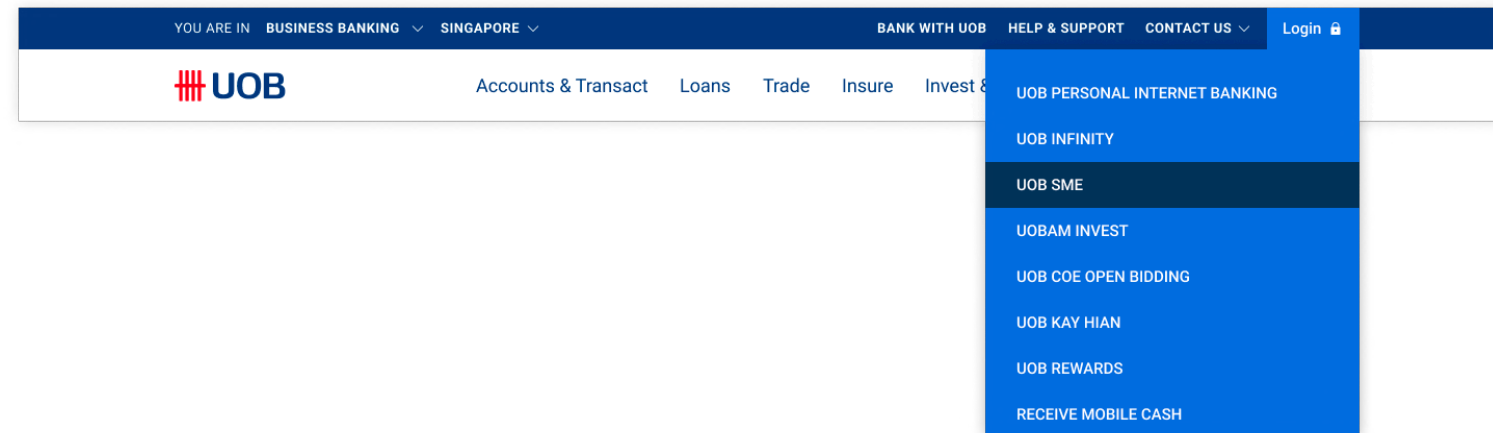 YOU ARE IN BUSINESS BANKING SINGAPORE BANK WITH UOB HELP & SUPPORT CONTACT US Login
UOB Accounts & Transact Loans Trade Insure Invest &
UOB PERSONAL INTERNET BANKING
UOB INFINITY
UOB SME
UOBAM INVEST
UOB COE OPEN BIDDING
UOB KAY HIAN
UOB REWARDS
RECEIVE MOBILE CASH